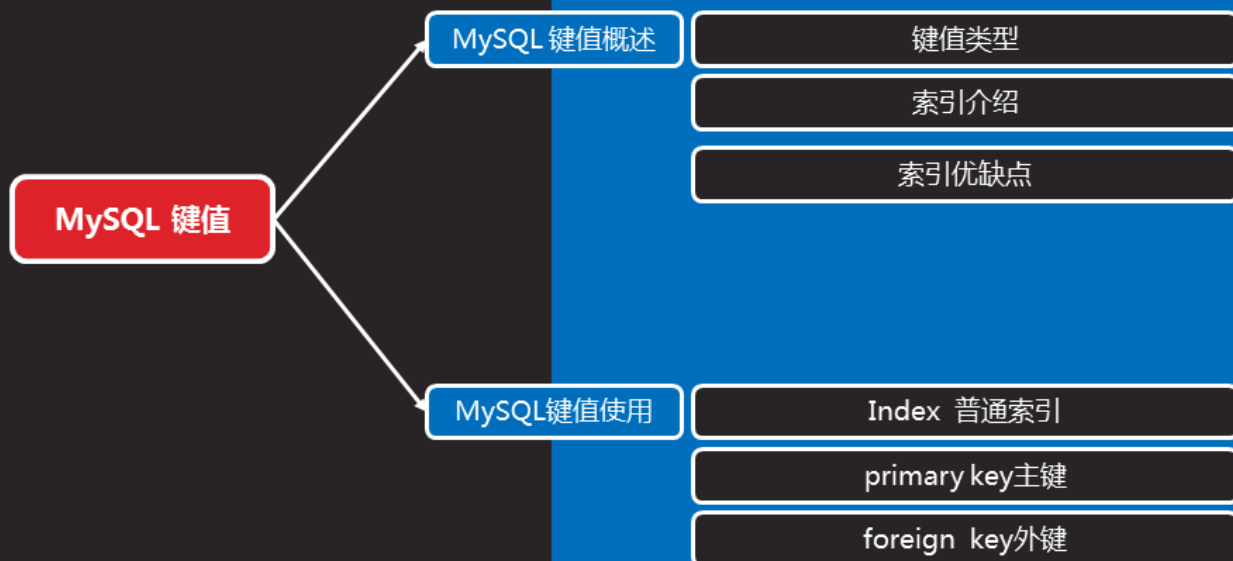 MySQL 键值
MySQL 键值概述
键值类型
索引介绍
索引优缺点
MySQL键值使用
Index 普通索引
primary key主键
foreign key外键